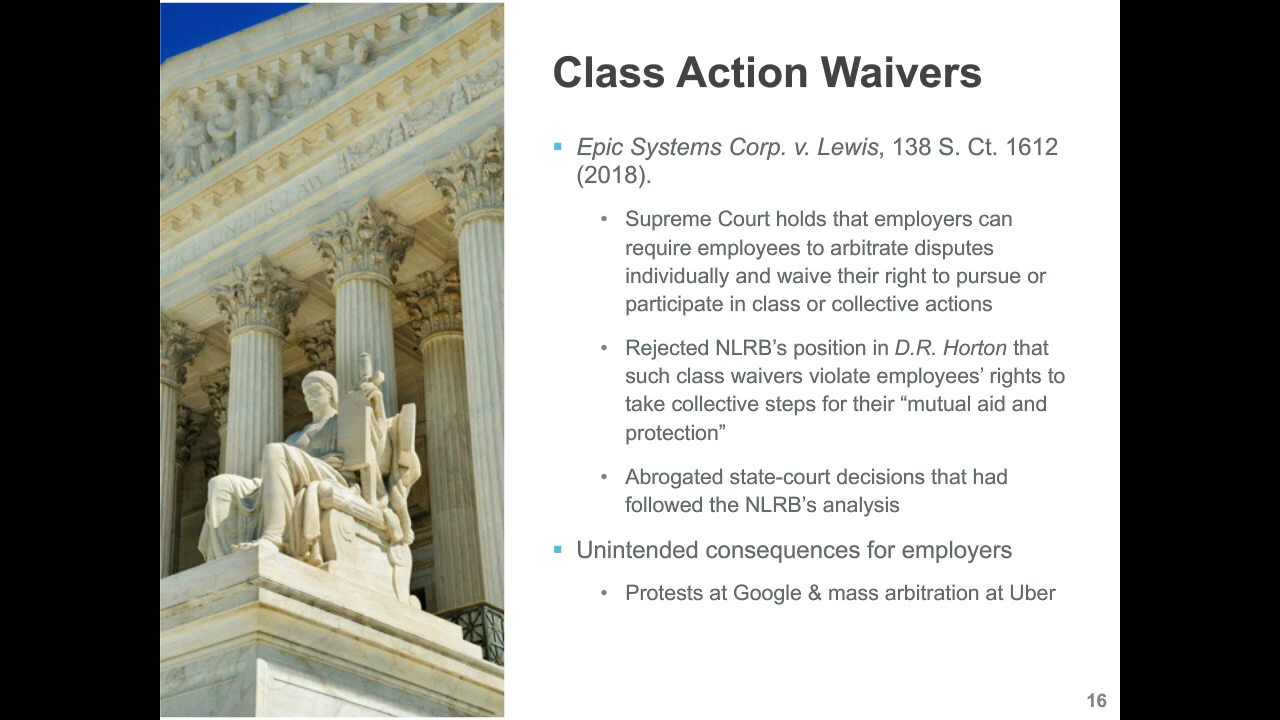 UNDER LAW
Class Action Waivers
Epic Systems Corp. v. Lewis, 138 S. Ct. 1612
(2018).
Supreme Court holds that employers can
require employees to arbitrate disputes
individually and waive their right to pursue or
participate in class or collective actions
Rejected NLRB’s position in D.R. Horton that
such class waivers violate employees’ rights to
take collective steps for their “mutual aid and
protection”
Abrogated state-court decisions that had
followed the NLRB’s analysis
Unintended consequences for employers
Protests at Google & mass arbitration at Uber
16